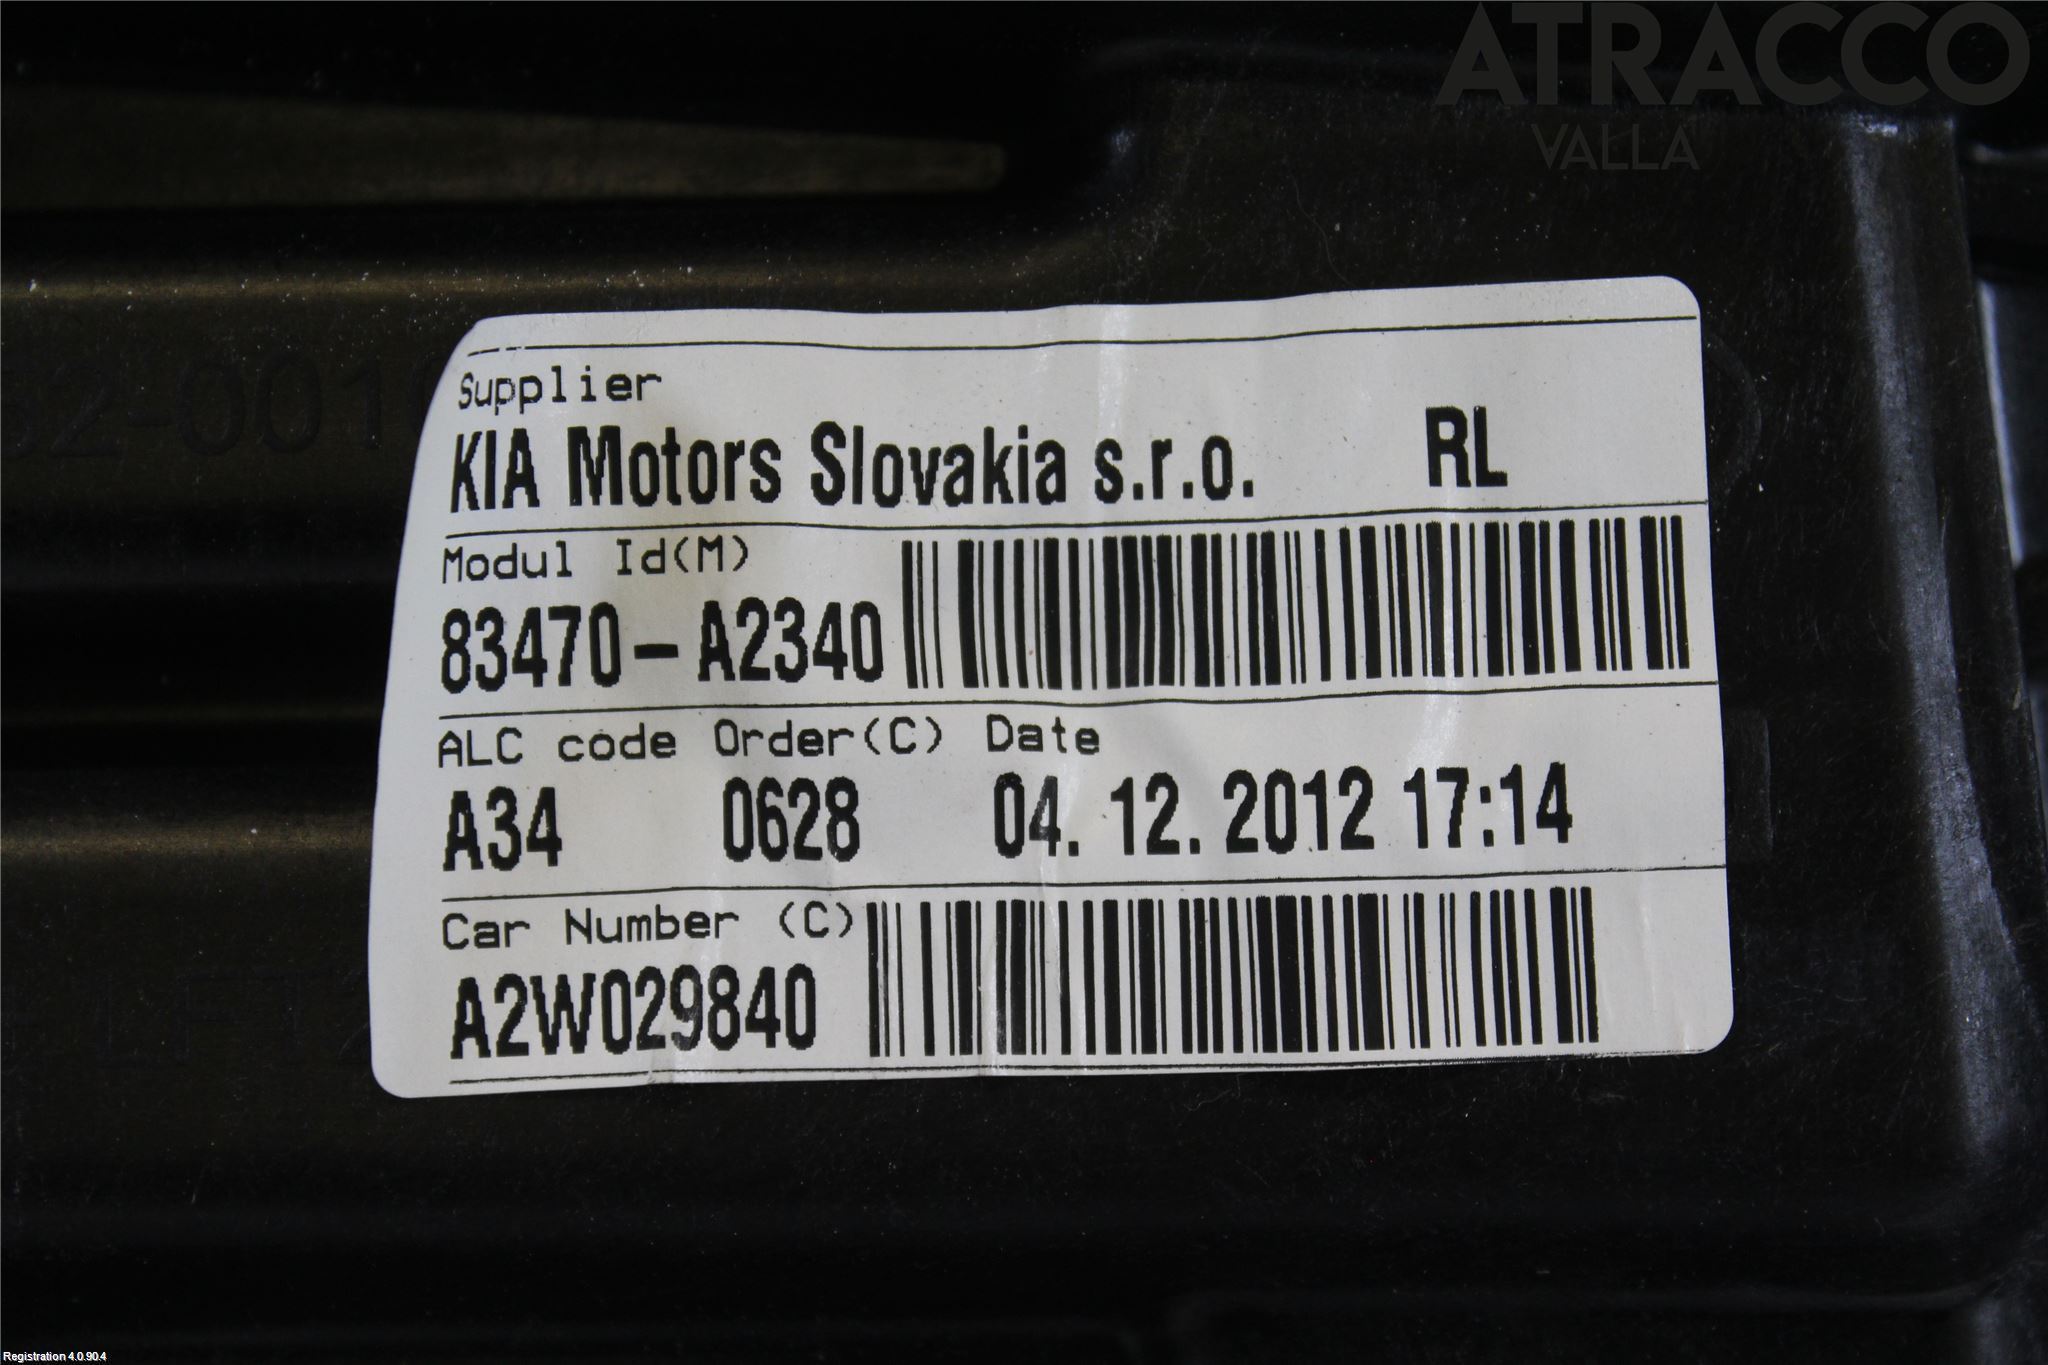 ATRACCO
VALLA
Supplier
KIA Motors Slovakia s.r.o. RL
Modul Id(M)
83470-A2340
ALC code Order(C) Date
A34 0628 04. 12. 2012 17:14
Car Number (C)
A2W029840
Registration 4.0.90.4